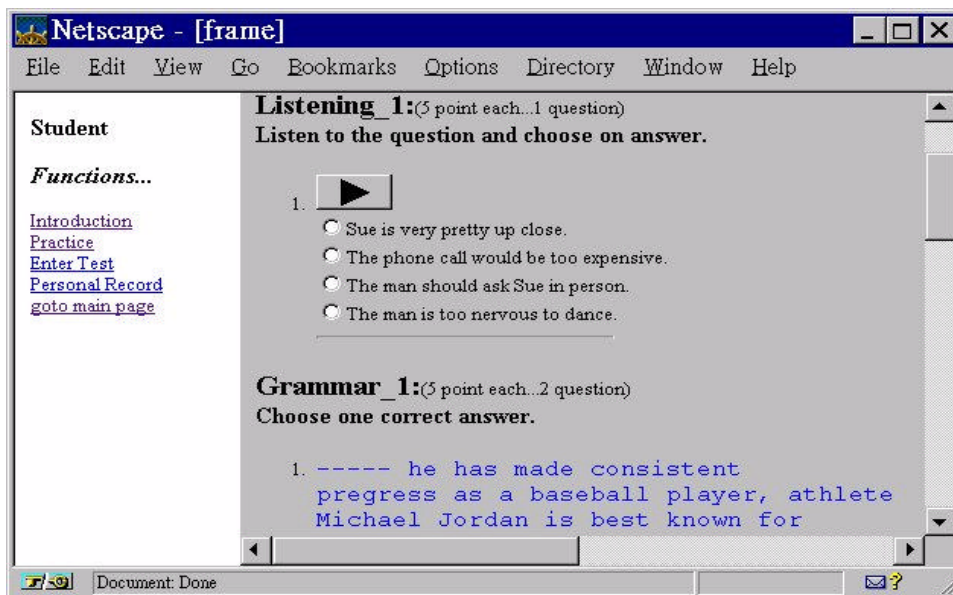 Netscape - [frame]
File Edit View Go Bookmarks Options Directory Window Help
Student
Functions...
Introduction
Practice
Enter Test
Personal Record
goto main page
Listening_1:(5 point each...1 question)
Listen to the question and choose on answer.
1.
Sue is very pretty up close.
The phone call would be too expensive.
The man should ask Sue in person.
The man is too nervous to dance.
Grammar_1:(5 point each...2 question)
Choose one correct answer.
1. ----- he has made consistent
pregress as a baseball player, athlete
Michael Jordan is best known for
Document: Done